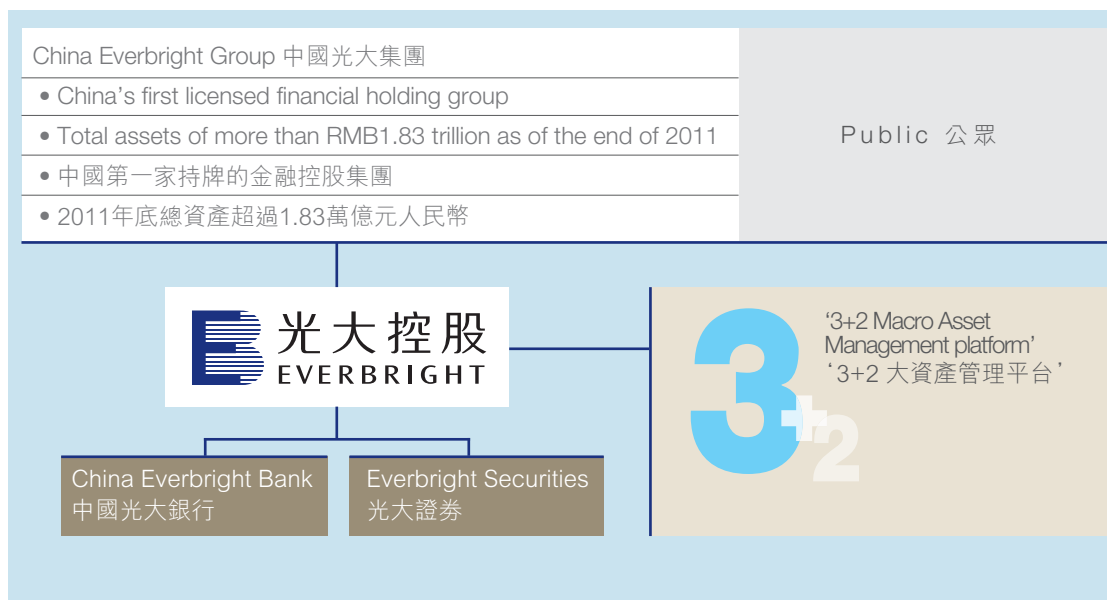 China Everbright Group 中國光大集團
• China's first licensed financial holding group
• Total assets of more than RMB1.83 trillion as of the end of 2011
• 中國第一家持牌的金融控股集團
• 2011年底總資產超過1.83萬億元人民幣
Public 公眾
光大控股
EVERBRIGHT
3+2
‘3+2 Macro Asset
Management platform’
‘3+2 大資產管理平台’
China Everbright Bank
中國光大銀行
Everbright Securities
光大證券